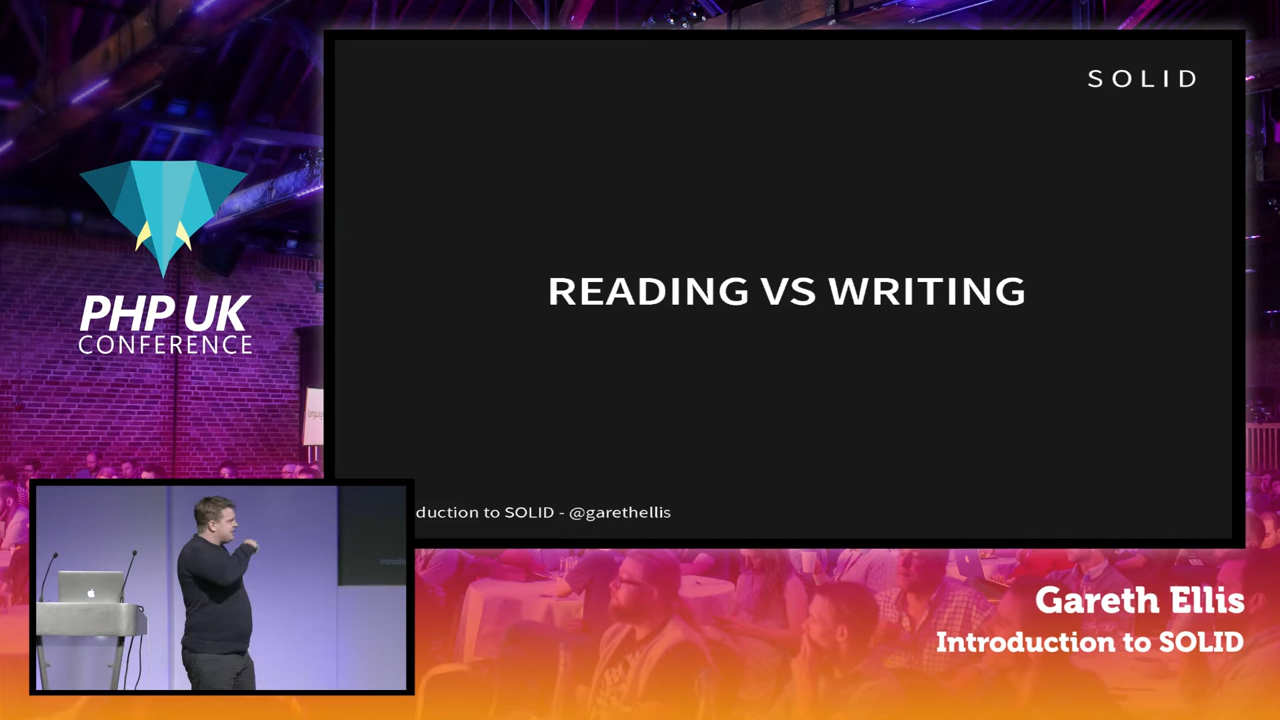 SOLID
PHP UK
CONFERENCE
READING VS WRITING
duction to SOLID - @garethellis
Gareth Ellis
Introduction to SOLID